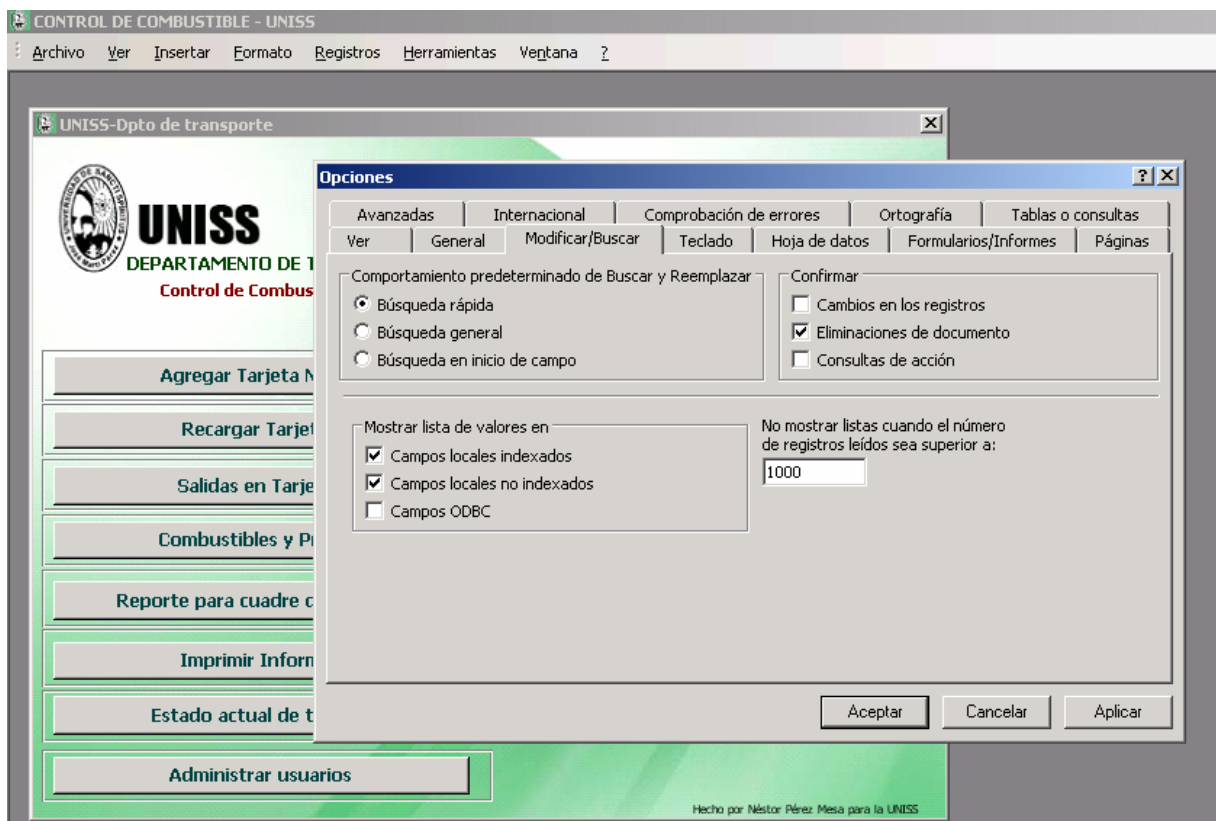 CONTROL DE COMBUSTIBLE - UNISS
Archivo Ver Insertar Formato Registros Herramientas Ventana ?
UNISS-Dpto de transporte
UNISS
DEPARTAMENTO DE
Control de Combus
Agregar Tarjeta
Recargar Tarjet
Salidas en Tarje
Combustibles y
Reporte para cuadre
Imprimir Inform
Estado actual de t
Administrar usuarios
Hecho por Néstor Pérez Mesa para la UNISS
Opciones
Avanzadas Internacional Comprobación de errores Ortografía Tablas o consultas
Ver General Modificar/Buscar Teclado Hoja de datos Formularios/Informes Páginas
Comportamiento predeterminado de Buscar y Reemplazar
Búsqueda rápida
Búsqueda general
Búsqueda en inicio de campo
Confirmar
Cambios en los registros
Eliminaciones de documento
Consultas de acción
Mostrar lista de valores en
Campos locales indexados
Campos locales no indexados
Campos ODBC
No mostrar listas cuando el número
de registros leídos sea superior a:
1000
Aceptar Cancelar Aplicar